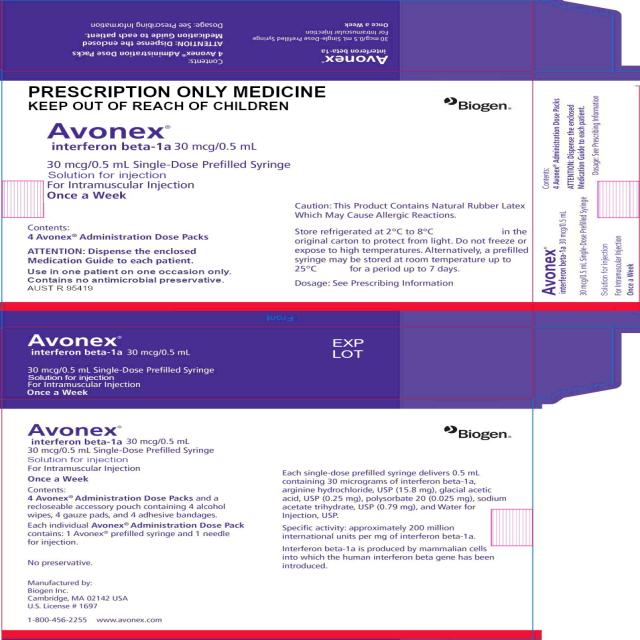 Contents:
4 Avonex® Administration Dose Packs
ATTENTION: Dispense the enclosed
Medication Guide to each patient.
Dosage: See Prescribing Information
Avonex®
interferon beta-1a
30 mcg/0.5 mL Single-Dose Prefilled Syringe
For Intramuscular Injection
Once a Week
PRESCRIPTION ONLY MEDICINE
KEEP OUT OF REACH OF CHILDREN
Biogen.
Avonex®
interferon beta-1a 30 mcg/0.5 mL
30 mcg/0.5 mL Single-Dose Prefilled Syringe
Solution for injection
For Intramuscular Injection
Once a Week
Contents:
4 Avonex® Administration Dose Packs
ATTENTION: Dispense the enclosed
Medication Guide to each patient.
Use in one patient on one occasion only.
Contains no antimicrobial preservative.
AUST R 95419
Caution: This Product Contains Natural Rubber Latex
Which May Cause Allergic Reactions.
Store refrigerated at 2°C to 8°C in the
original carton to protect from light. Do not freeze or
expose to high temperatures. Alternatively, a prefilled
syringe may be stored at room temperature up to
25°C for a period up to 7 days.
Dosage: See Prescribing Information
Avonex®
interferon beta-1a 30 mcg/0.5 mL
30 mcg/0.5 mL Single-Dose Prefilled Syringe
Solution for injection
For Intramuscular Injection
Once a Week
Contents:
4 Avonex® Administration Dose Packs
ATTENTION: Dispense the enclosed
Medication Guide to each patient.
Dosage: See Prescribing Information
Front
Avonex®
interferon beta-1a 30 mcg/0.5 mL
30 mcg/0.5 mL Single-Dose Prefilled Syringe
Solution for injection
For Intramuscular Injection
Once a Week
EXP
LOT
Avonex®
interferon beta-1a 30 mcg/0.5 mL
30 mcg/0.5 mL Single-Dose Prefilled Syringe
Solution for injection
For Intramuscular Injection
Once a Week
Contents:
4 Avonex® Administration Dose Packs and a
recloseable accessory pouch containing 4 alcohol
wipes, 4 gauze pads, and 4 adhesive bandages.
Each individual Avonex® Administration Dose Pack
contains: 1 Avonex® prefilled syringe and 1 needle
for injection.
No preservative.
Manufactured by:
Biogen Inc.
Cambridge, MA 02142 USA
U.S. License # 1697
1-800-456-2255 www.avonex.com
Biogen.
Each single-dose prefilled syringe delivers 0.5 mL
containing 30 micrograms of interferon beta-1a,
arginine hydrochloride, USP (15.8 mg), glacial acetic
acid, USP (0.25 mg), polysorbate 20 (0.025 mg), sodium
acetate trihydrate, USP (0.79 mg), and Water for
Injection, USP.
Specific activity: approximately 200 million
international units per mg of interferon beta-1a.
Interferon beta-1a is produced by mammalian cells
into which the human interferon beta gene has been
introduced.